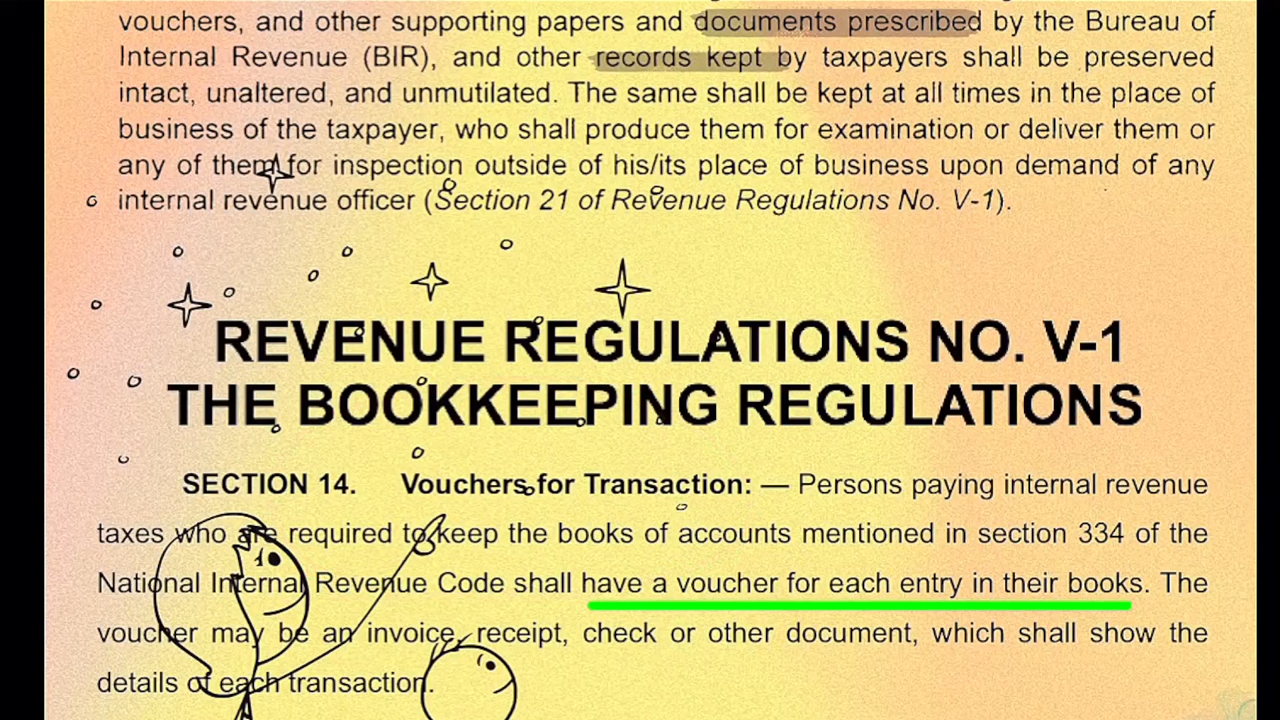 vouchers, and other supporting papers and documents prescribed by the Bureau of
Internal Revenue (BIR), and other records kept by taxpayers shall be preserved
intact, unaltered, and unmutilated. The same shall be kept at all times in the place of
business of the taxpayer, who shall produce them for examination or deliver them or
any of them for inspection outside of his/its place of business upon demand of any
internal revenue officer (Section 21 of Revenue Regulations No. V-1).
REVENUE REGULATIONS NO. V-1
THE BOOKKEEPING REGULATIONS
SECTION 14. Vouchers for Transaction: — Persons paying internal revenue
taxes who are required to keep the books of accounts mentioned in section 334 of the
National Internal Revenue Code shall have a voucher for each entry in their books. The
voucher may be an invoice, receipt, check or other document, which shall show the
details of each transaction.